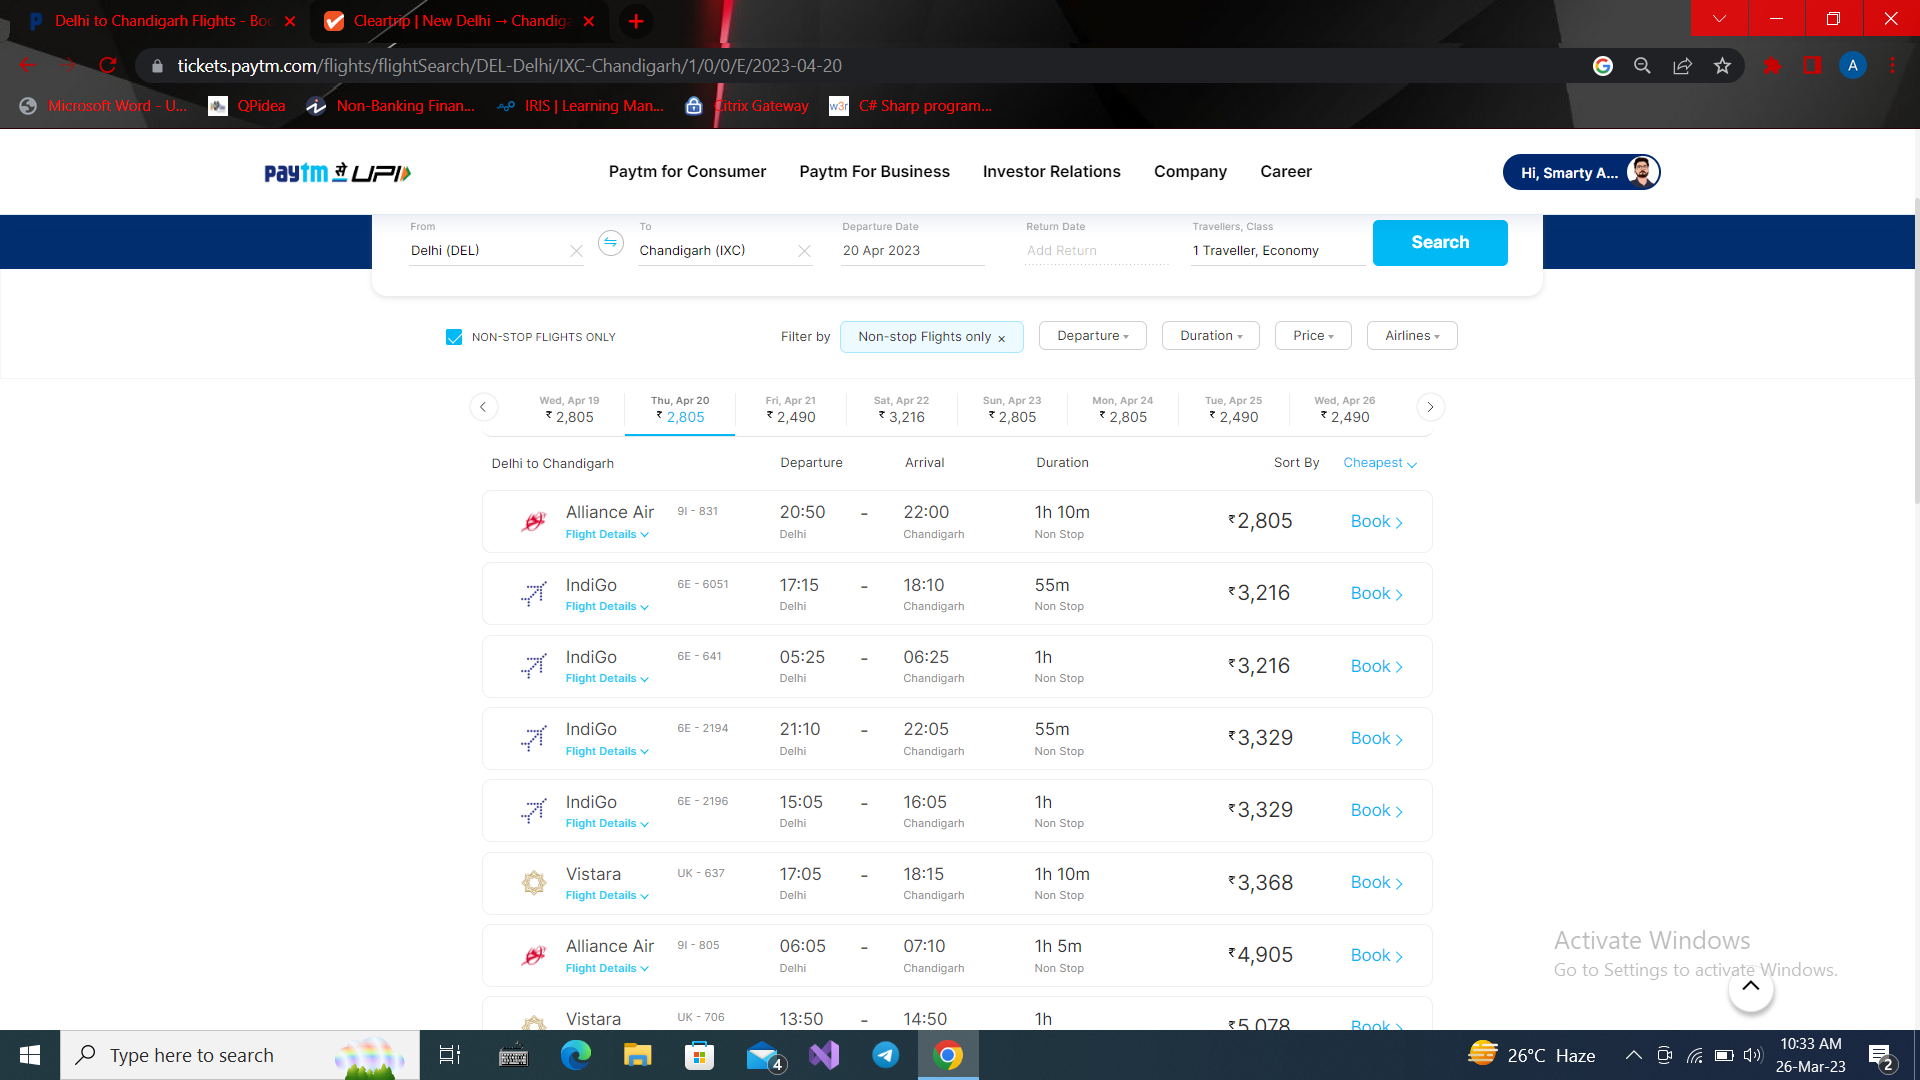 Delhi to Chandigarh Flights - Boo
Cleartrip | New Delhi → Chandiga
tickets.paytm.com/flights/flightSearch/DEL-Delhi/IXC-Chandigarh/1/0/0/E/2023-04-20
A
Microsoft Word - U...
QPidea
Non-Banking Finan...
IRIS | Learning Man...
Citrix Gateway
w3r
C# Sharp program...
paytm से UPI
Paytm for Consumer
Paytm For Business
Investor Relations
Company
Career
Hi, Smarty A...
From
To
Departure Date
Return Date
Travellers, Class
Delhi (DEL)
Chandigarh (IXC)
20 Apr 2023
Add Return
1 Traveller, Economy
Search
NON-STOP FLIGHTS ONLY
Filter by
Non-stop Flights only ×
Departure
Duration
Price
Airlines
Wed, Apr 19
₹ 2,805
Thu, Apr 20
₹ 2,805
Fri, Apr 21
₹ 2,490
Sat, Apr 22
₹ 3,216
Sun, Apr 23
₹ 2,805
Mon, Apr 24
₹ 2,805
Tue, Apr 25
₹ 2,490
Wed, Apr 26
₹ 2,490
Delhi to Chandigarh
Departure
Arrival
Duration
Sort By
Cheapest
Alliance Air 9I - 831 20:50 - 22:00 1h 10m ₹2,805 Book
Flight Details Delhi Chandigarh Non Stop
IndiGo 6E - 6051 17:15 - 18:10 55m ₹3,216 Book
Flight Details Delhi Chandigarh Non Stop
IndiGo 6E - 641 05:25 - 06:25 1h ₹3,216 Book
Flight Details Delhi Chandigarh Non Stop
IndiGo 6E - 2194 21:10 - 22:05 55m ₹3,329 Book
Flight Details Delhi Chandigarh Non Stop
IndiGo 6E - 2196 15:05 - 16:05 1h ₹3,329 Book
Flight Details Delhi Chandigarh Non Stop
Vistara UK - 637 17:05 - 18:15 1h 10m ₹3,368 Book
Flight Details Delhi Chandigarh Non Stop
Alliance Air 9I - 805 06:05 - 07:10 1h 5m ₹4,905 Book
Flight Details Delhi Chandigarh Non Stop
Vistara UK - 706 13:50 - 14:50 1h ₹5,078 Book
Activate Windows
Go to Settings to activate Windows.
Type here to search
4
26°C Haze
10:33 AM
26-Mar-23
2